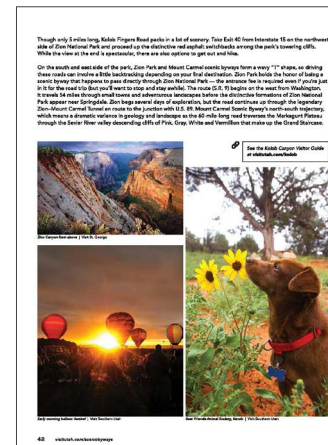 Though only 5 miles long, Kolob Fingers Road packs in a lot of scenery. Take Exit 40 from Interstate 15 on the northwest
side of Zion National Park and proceed up the distinctive red asphalt switchbacks among the park's towering cliffs.
While the view at the end is spectacular, there are also options to get out and hike.
On the south and east side of the park, Zion Park and Mount Carmel scenic byways form a wavy "T" shape, so driving
these roads can involve a little backtracking depending on your final destination. Zion Park holds the honor of being a
scenic byway that happens to pass directly through Zion National Park — the entrance fee is required even if you're just
in it for the road trip (but you'll want to stop and stay awhile). The route (S.R. 9) begins on the west from Washington.
It travels 54 miles through small towns and adventurous landscapes before the distinctive formations of Zion National
Park appear near Springdale. Zion begs several days of exploration, but the road continues up through the legendary
Zion–Mount Carmel Tunnel en route to the junction with U.S. 89. Mount Carmel Scenic Byway's north-south trajectory,
which means a dramatic variance in geology and landscape as the 60-mile-long road traverses the Markagunt Plateau
through the Sevier River valley descending cliffs of Pink, Gray, White and Vermillion that make up the Grand Staircase.
See the Kolob Canyon Visitor Guide
at visitutah.com/kolob
Zion Canyon from above | Visit St. George
Early morning balloon festival | Visit Southern Utah
Best Friends Animal Society, Kanab | Visit Southern Utah
42 visitutah.com/scenicbyways